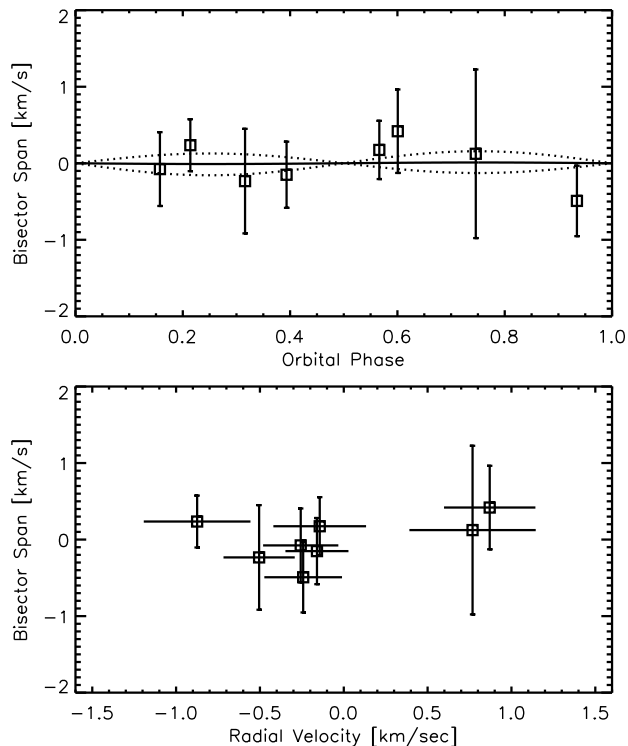 2
1
0
−1
−2
Bisector Span [km/s]
0.0 0.2 0.4 0.6 0.8 1.0
Orbital Phase
2
1
0
−1
−2
Bisector Span [km/s]
−1.5 −1.0 −0.5 0.0 0.5 1.0 1.5
Radial Velocity [km/sec]